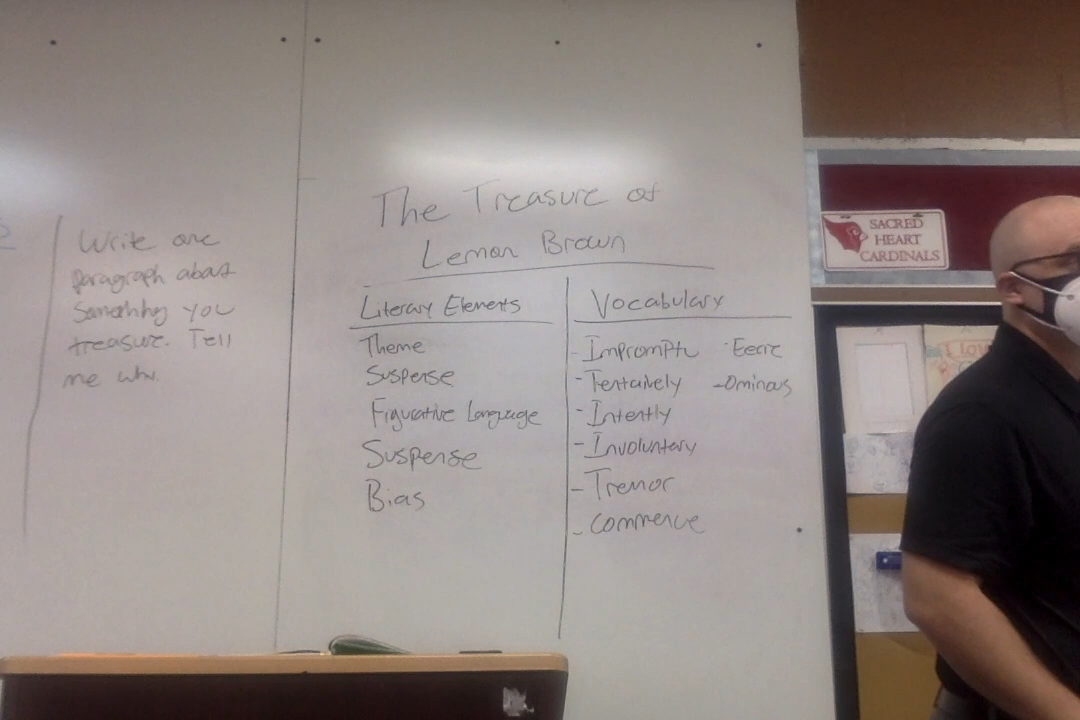 Write one
paragraph about
Something you
treasure. Tell
me why.
The Treasure of
Lemon Brown
Literary Elements
Theme
Suspense
Figurative Language
Suspense
Bias
Vocabulary
- Impromptu · Eerie
- Tentatively - Ominous
- Intently
- Involuntary
- Tremor
- Commence
SACRED
HEART
CARDINALS